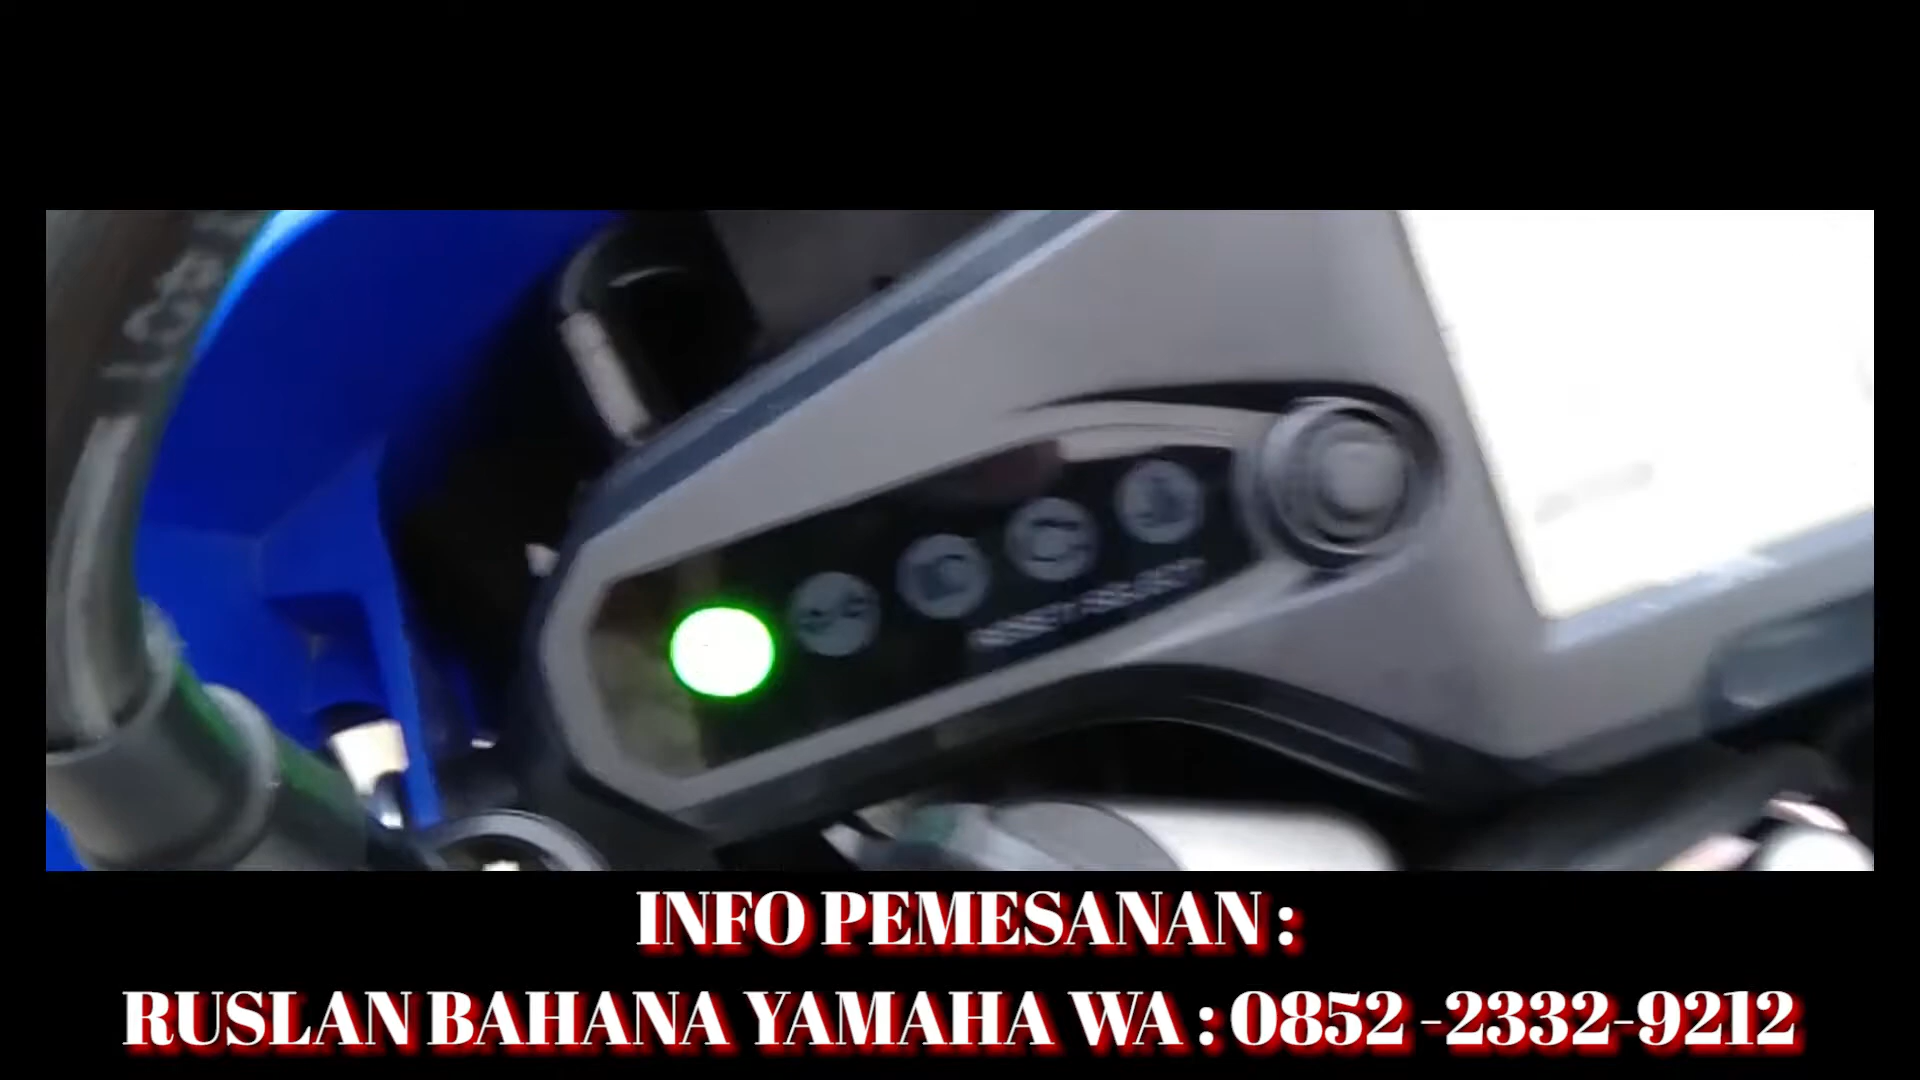 INFO PEMESANAN :
RUSLAN BAHANA YAMAHA WA : 0852 -2332-9212